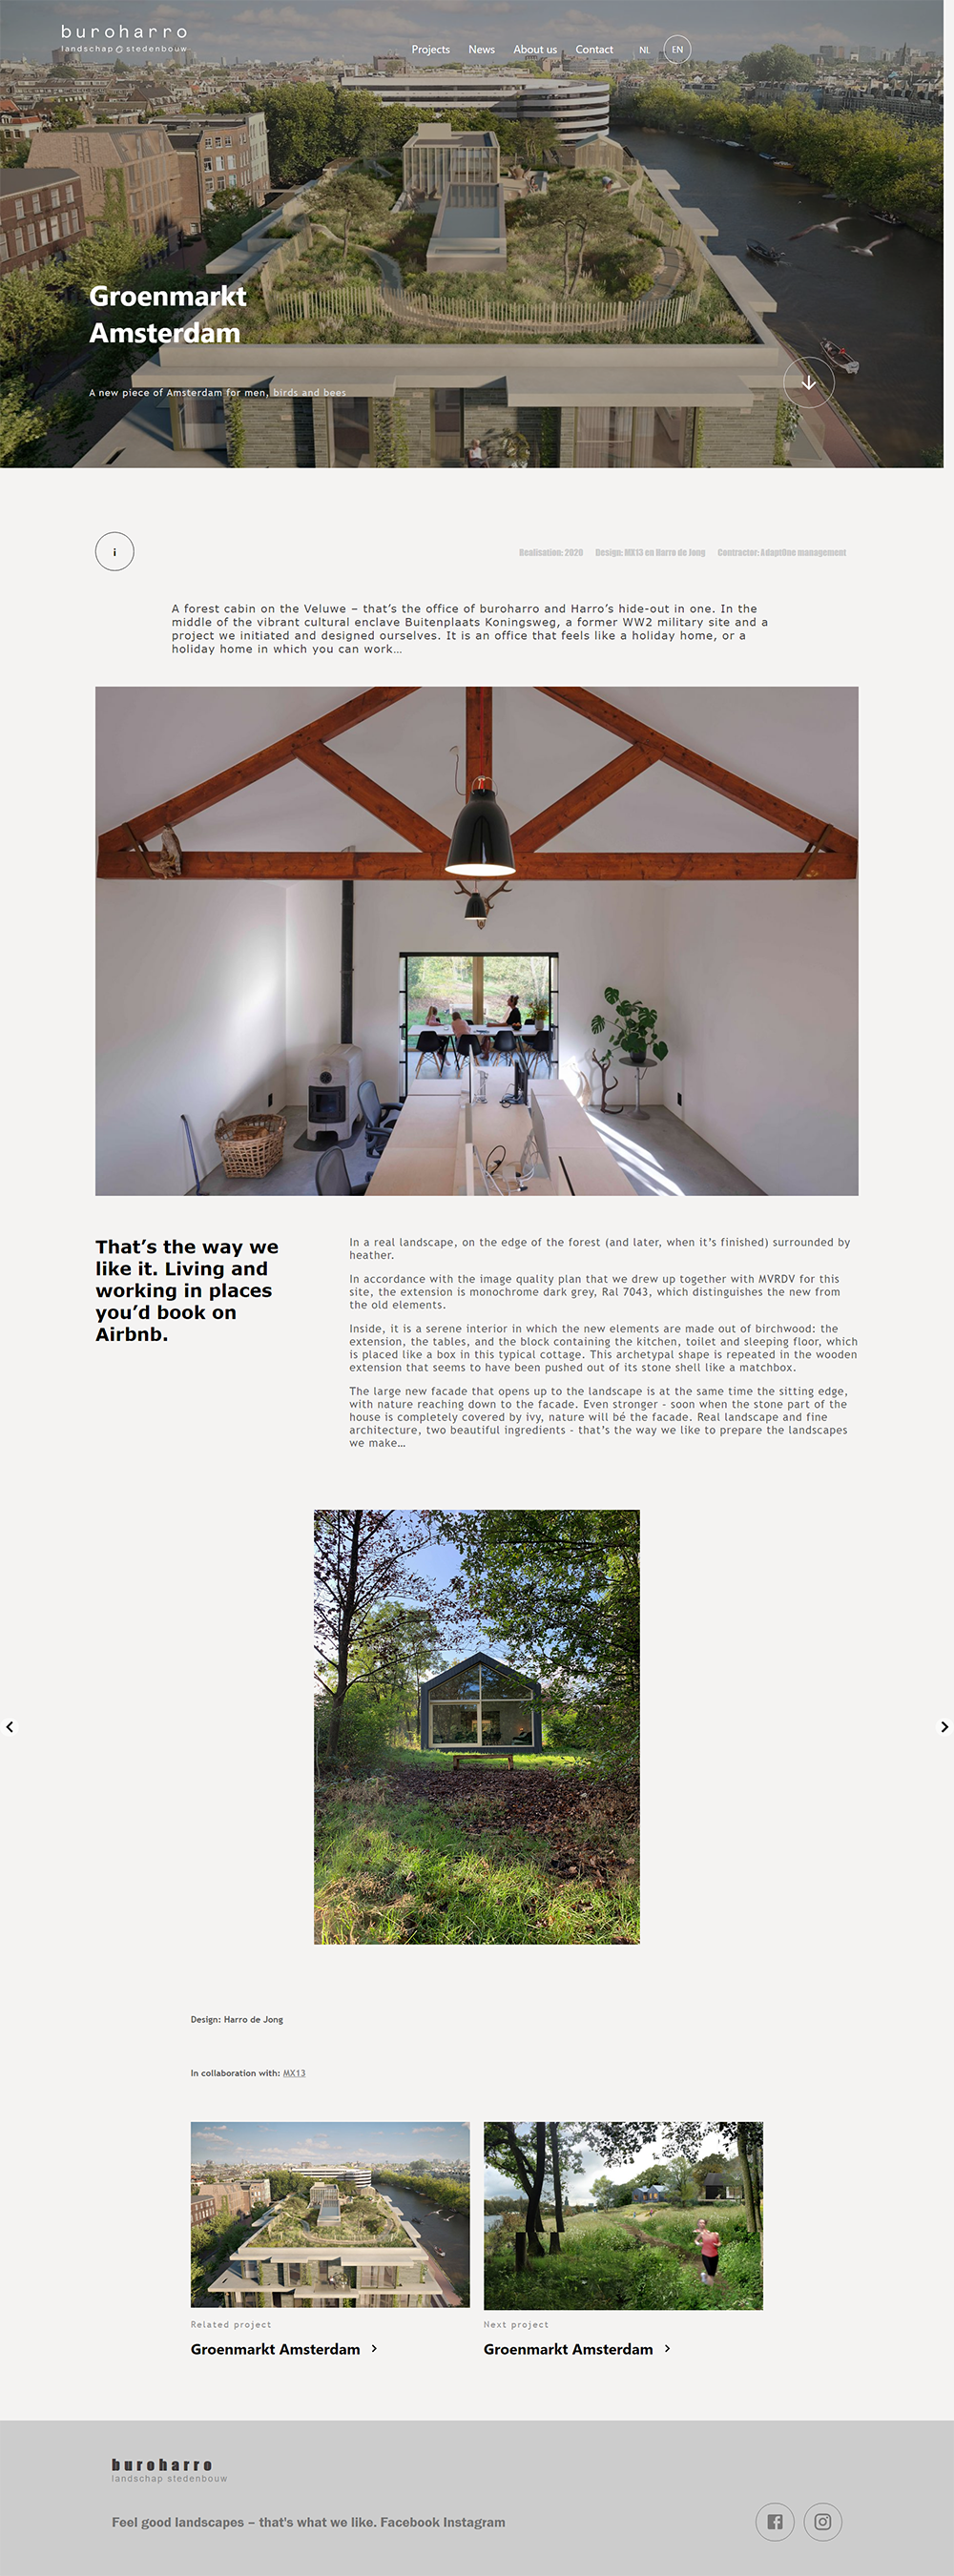 buroharro
landschap stedenbouw
Projects News About us Contact NL EN
Groenmarkt
Amsterdam
A new piece of Amsterdam for men, birds and bees
i
Realisation: 2020 Design: MX13 en Harro de Jong Contractor: AdaptOne management
A forest cabin on the Veluwe – that’s the office of buroharro and Harro’s hide-out in one. In the
middle of the vibrant cultural enclave Buitenplaats Koningsweg, a former WW2 military site and a
project we initiated and designed ourselves. It is an office that feels like a holiday home, or a
holiday home in which you can work...
That’s the way we
like it. Living and
working in places
you’d book on
Airbnb.
In a real landscape, on the edge of the forest (and later, when it’s finished) surrounded by
heather.
In accordance with the image quality plan that we drew up together with MVRDV for this
site, the extension is monochrome dark grey, Ral 7043, which distinguishes the new from
the old elements.
Inside, it is a serene interior in which the new elements are made out of birchwood: the
extension, the tables, and the block containing the kitchen, toilet and sleeping floor, which
is placed like a box in this typical cottage. This archetypal shape is repeated in the wooden
extension that seems to have been pushed out of its stone shell like a matchbox.
The large new facade that opens up to the landscape is at the same time the sitting edge,
with nature reaching down to the facade. Even stronger - soon when the stone part of the
house is completely covered by ivy, nature will bé the facade. Real landscape and fine
architecture, two beautiful ingredients - that’s the way we like to prepare the landscapes
we make…
Design: Harro de Jong
In collaboration with: MX13
Related project
Groenmarkt Amsterdam
Next project
Groenmarkt Amsterdam
buroharro
landschap stedenbouw
Feel good landscapes – that's what we like. Facebook Instagram